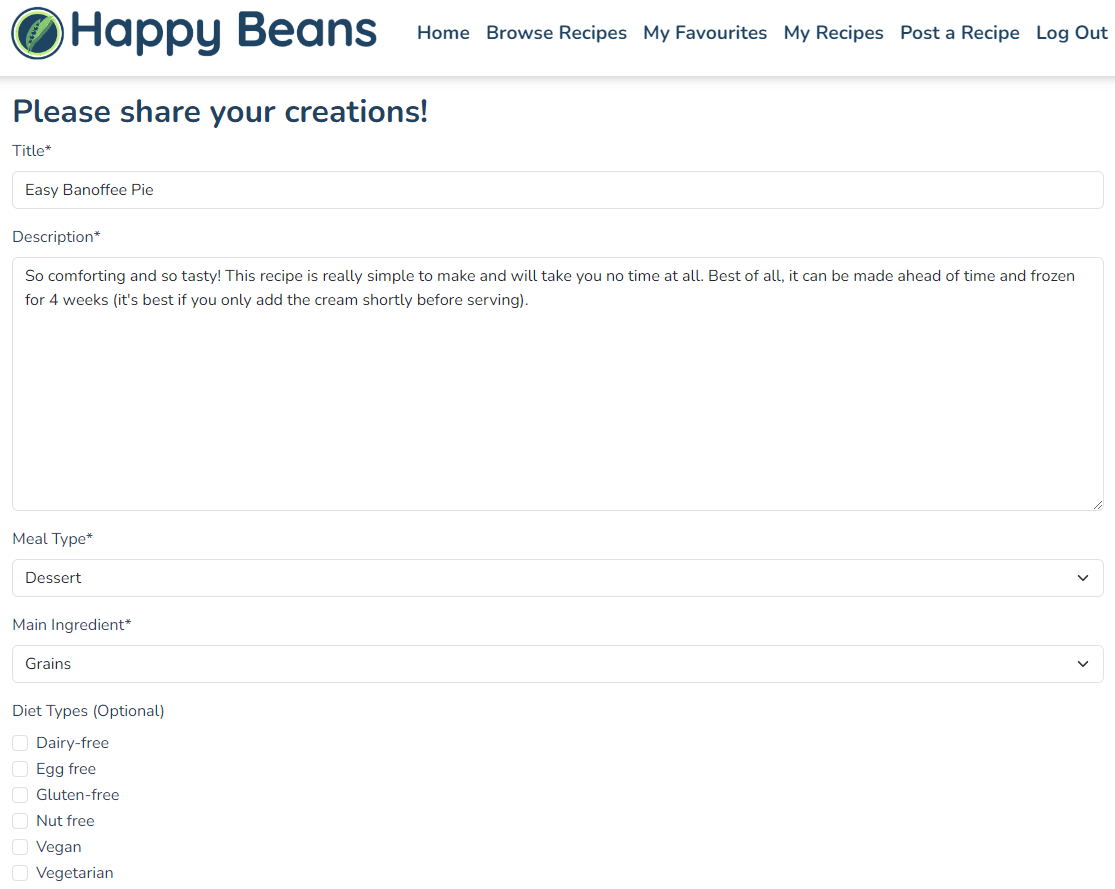 Happy Beans
Home Browse Recipes My Favourites My Recipes Post a Recipe Log Out
Please share your creations!
Title*
Easy Banoffee Pie
Description*
So comforting and so tasty! This recipe is really simple to make and will take you no time at all. Best of all, it can be made ahead of time and frozen
for 4 weeks (it's best if you only add the cream shortly before serving).
Meal Type*
Dessert
Main Ingredient*
Grains
Diet Types (Optional)
Dairy-free
Egg free
Gluten-free
Nut free
Vegan
Vegetarian